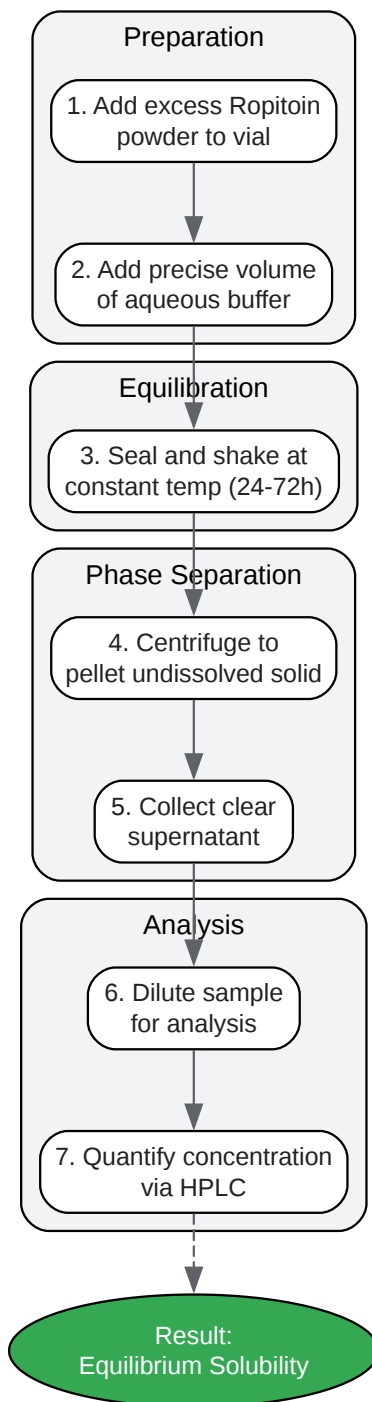 Preparation
1. Add excess Ropitoin
powder to vial
2. Add precise volume
of aqueous buffer
Equilibration
3. Seal and shake at
constant temp (24-72h)
Phase Separation
4. Centrifuge to
pellet undissolved solid
5. Collect clear
supernatant
Analysis
6. Dilute sample
for analysis
7. Quantify concentration
via HPLC
Result:
Equilibrium Solubility